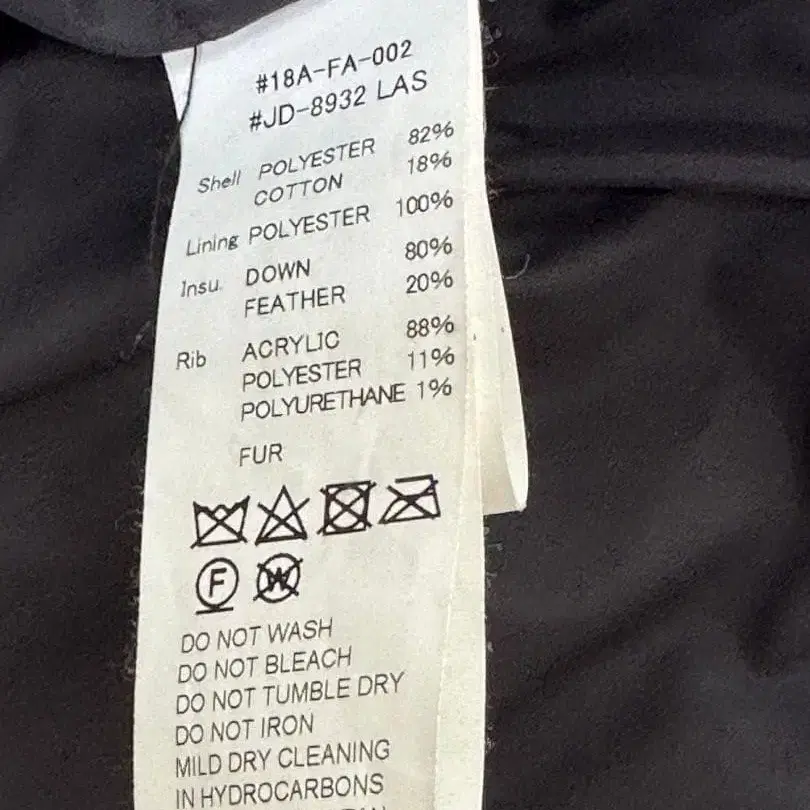 #18A-FA-002
#JD-8932 LAS
Shell POLYESTER 82%
COTTON 18%
Lining POLYESTER 100%
Insu. DOWN 80%
FEATHER 20%
Rib ACRYLIC 88%
POLYESTER 11%
POLYURETHANE 1%
FUR
F W
DO NOT WASH
DO NOT BLEACH
DO NOT TUMBLE DRY
DO NOT IRON
MILD DRY CLEANING
IN HYDROCARBONS